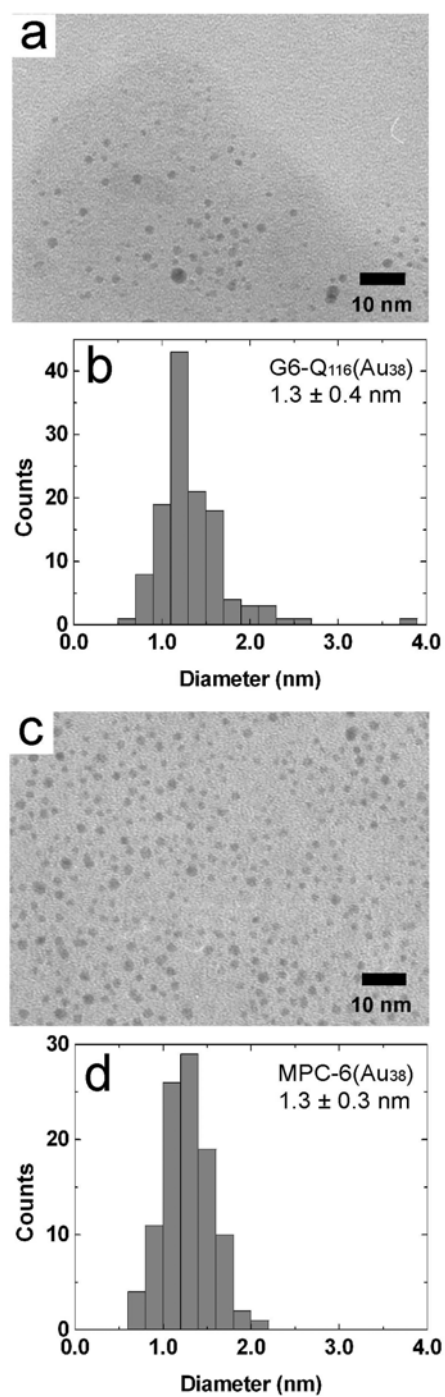 a
10 nm
b
G6-Q₁₁₆(Au₃₈)
1.3 ± 0.4 nm
40
30
20
10
0
Counts
0.0 1.0 2.0 3.0 4.0
Diameter (nm)
c
10 nm
d
MPC-6(Au₃₈)
1.3 ± 0.3 nm
30
20
10
0
Counts
0.0 1.0 2.0 3.0 4.0
Diameter (nm)